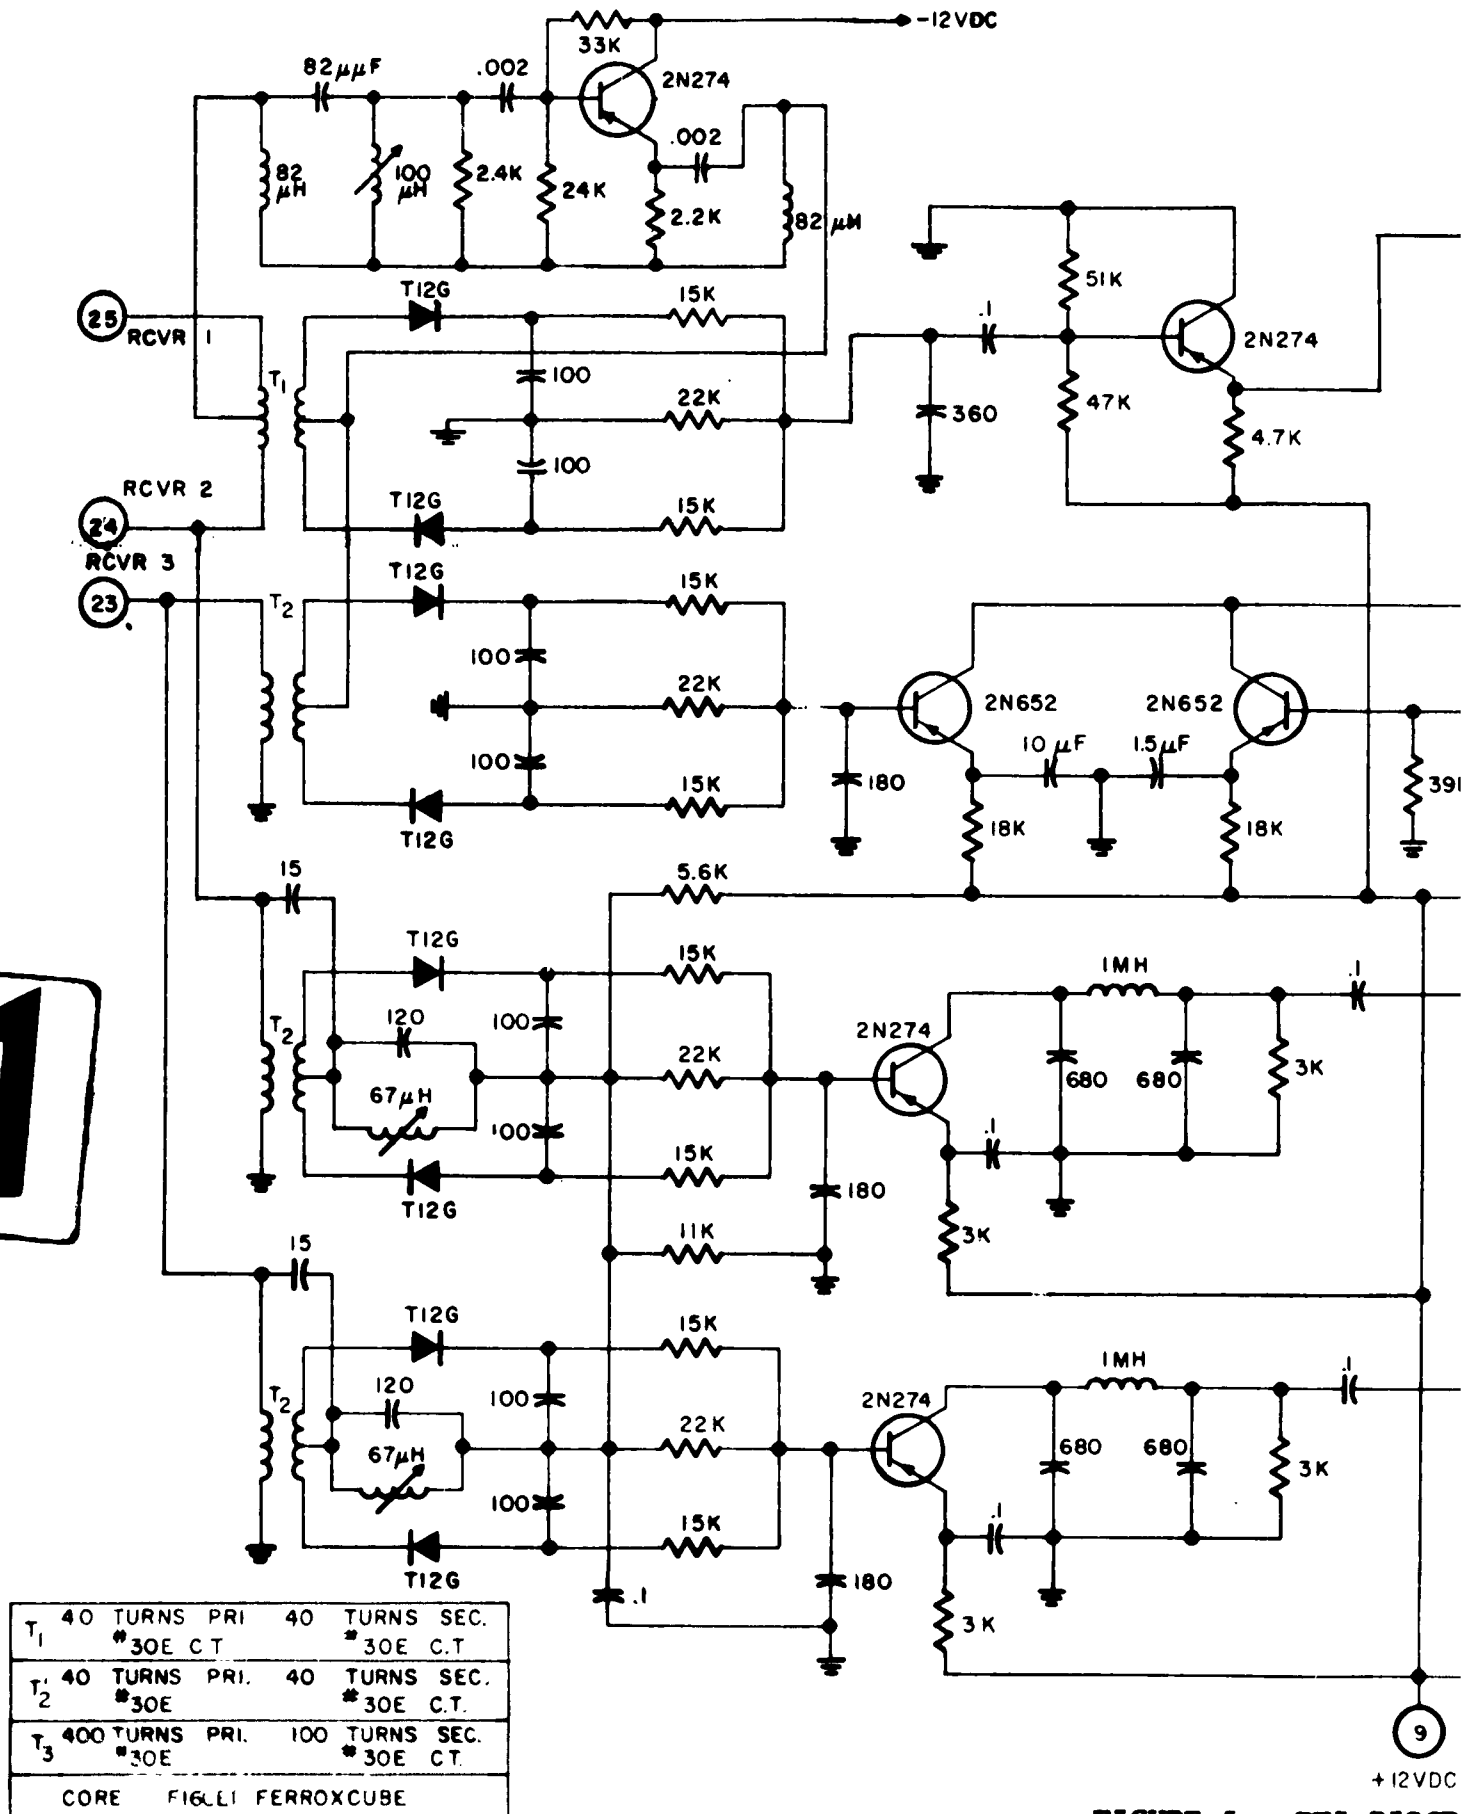 -12VDC
33K
82µµF
.002
2N274
.002
82 µH
100 µH
2.4K
24K
2.2K
82 µH
51K
T12G
15K
25
RCVR 1
.1
2N274
T1
100
22K
47K
360
4.7K
100
RCVR 2
T12G
15K
24
RCVR 3
T12G
15K
23
T2
100
22K
2N652
2N652
10 µF
1.5µF
100
15K
180
18K
18K
T12G
15
5.6K
T12G
15K
1MH
.1
T2
120
100
2N274
22K
680
680
3K
67µH
100
.1
15K
T12G
180
11K
3K
15
T12G
15K
1MH
.1
T2
120
100
2N274
22K
680
680
3K
67µH
100
.1
15K
T12G
180
.1
3K
T1 40 TURNS PRI 40 TURNS SEC.
#30E C T #30E C.T
T2 40 TURNS PRI. 40 TURNS SEC.
#30E #30E C.T.
T3 400 TURNS PRI. 100 TURNS SEC.
#30E #30E CT.
CORE FERROXCUBE
9
+12VDC